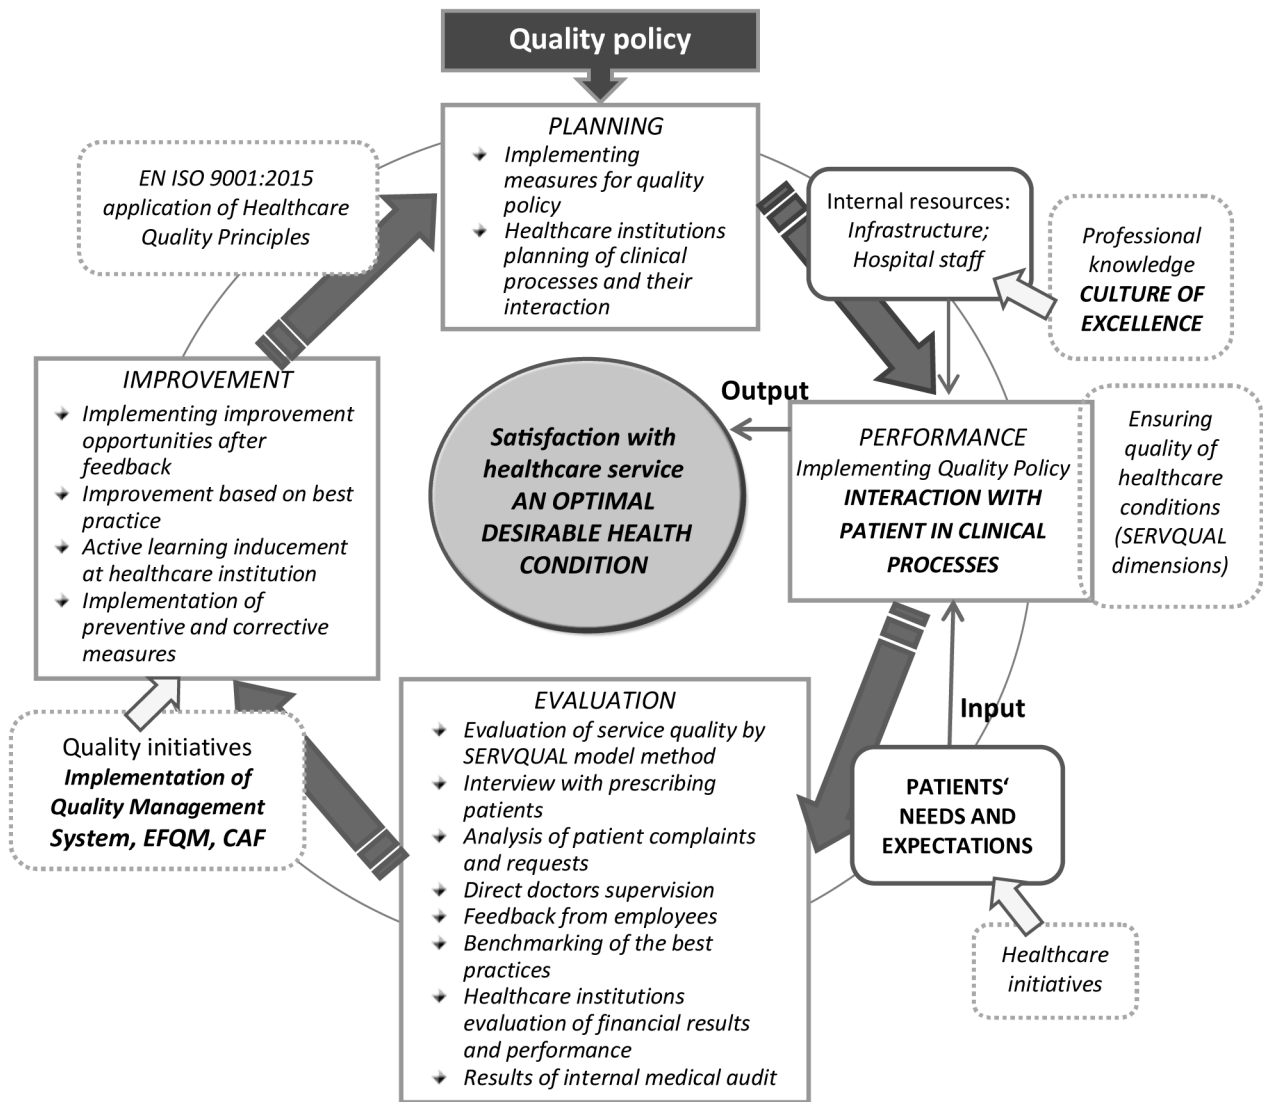 Quality policy
PLANNING
Implementing
measures for quality
policy
Healthcare institutions
planning of clinical
processes and their
interaction
EN ISO 9001:2015
application of Healthcare
Quality Principles
Internal resources:
Infrastructure;
Hospital staff
Professional
knowledge
CULTURE OF
EXCELLENCE
IMPROVEMENT
Implementing improvement
opportunities after
feedback
Improvement based on best
practice
Active learning inducement
at healthcare institution
Implementation of
preventive and corrective
measures
Satisfaction with
healthcare service
AN OPTIMAL
DESIRABLE HEALTH
CONDITION
Output
PERFORMANCE
Implementing Quality Policy
INTERACTION WITH
PATIENT IN CLINICAL
PROCESSES
Ensuring
quality of
healthcare
conditions
(SERVQUAL
dimensions)
Quality initiatives
Implementation of
Quality Management
System, EFQM, CAF
EVALUATION
Evaluation of service quality by
SERVQUAL model method
Interview with prescribing
patients
Analysis of patient complaints
and requests
Direct doctors supervision
Feedback from employees
Benchmarking of the best
practices
Healthcare institutions
evaluation of financial results
and performance
Results of internal medical audit
Input
PATIENTS‘
NEEDS AND
EXPECTATIONS
Healthcare
initiatives